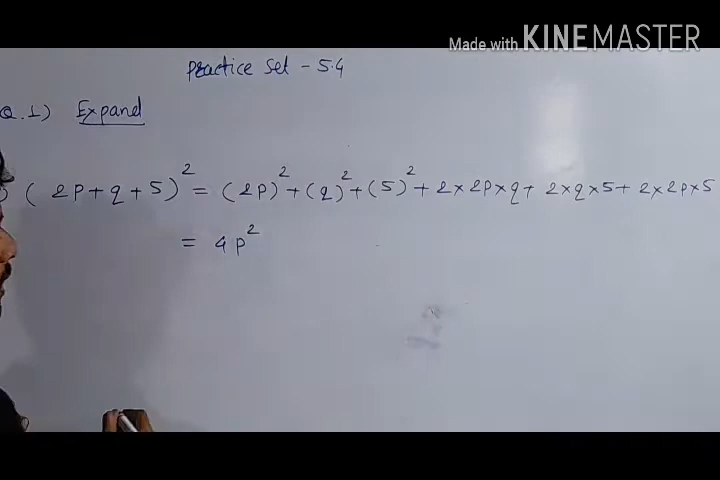 Made with KINEMASTER
Practice Set - 5.4
Q.1) Expand
( 2p + q + 5)² = (2p)² + (q)² + (5)² + 2 × 2p × q + 2 × q × 5 + 2 × 2p × 5
= 4p²